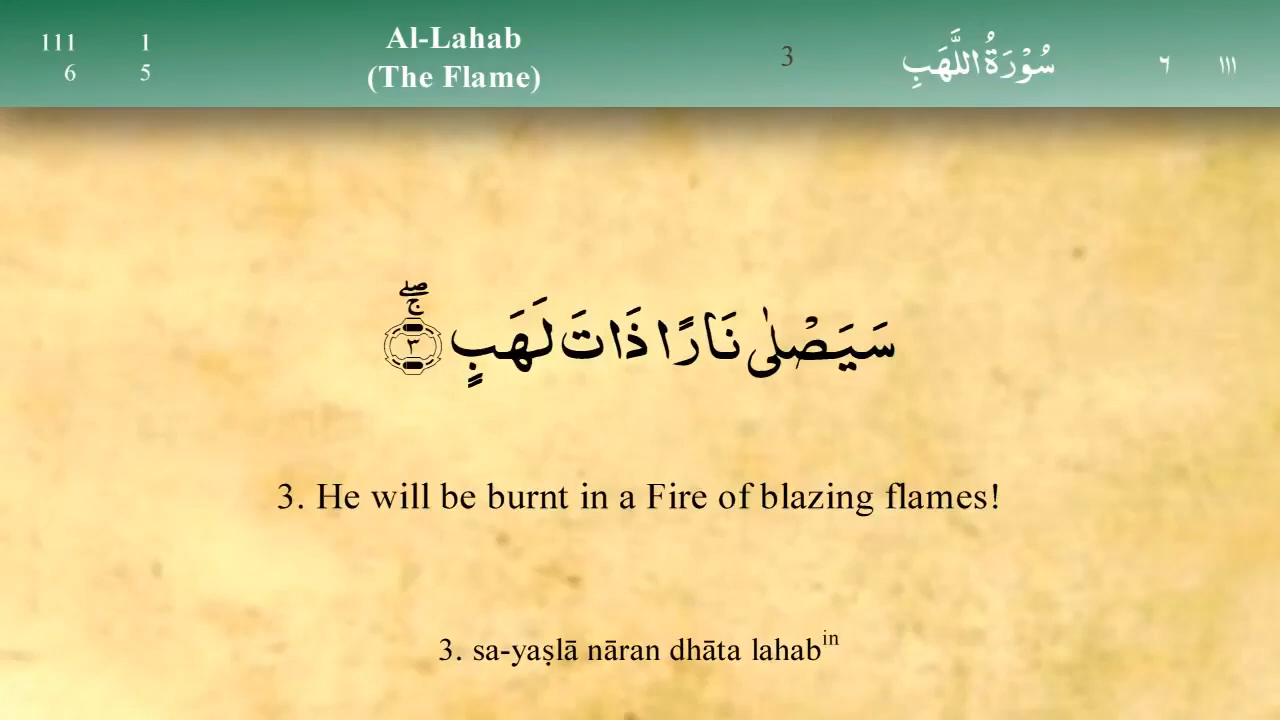 111 1
6 5
Al-Lahab
(The Flame)
3
سُوْرَةُ اللَّهَبِ
٦ ١١١
سَيَصْلٰى نَارًا ذَاتَ لَهَبٍ ۖۚ ٣
3. He will be burnt in a Fire of blazing flames!
3. sa-yaṣlā nāran dhāta lahabⁱⁿ